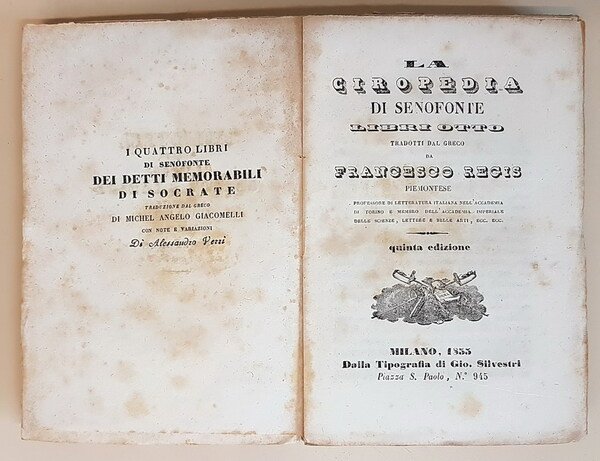 I QUATTRO LIBRI
DI SENOFONTE
DEI DETTI MEMORABILI
DI SOCRATE
TRADUZIONE DAL GRECO
DI MICHEL ANGELO GIACOMELLI
CON NOTE E VARIAZIONI
Di Alessandro Verri
LA
CIROPEDIA
DI SENOFONTE
LIBRI OTTO
TRADOTTI DAL GRECO
DA
FRANCESCO REGIS
PIEMONTESE
PROFESSORE DI LETTERATURA ITALIANA NELL'ACCADEMIA
DI TORINO E MEMBRO DELL'ACCADEMIA IMPERIALE
DELLE SCIENZE, LETTERE E BELLE ARTI, ECC. ECC.
quinta edizione
MILANO, 1855
Dalla Tipografia di Gio. Silvestri
Piazza S. Paolo, N.° 945